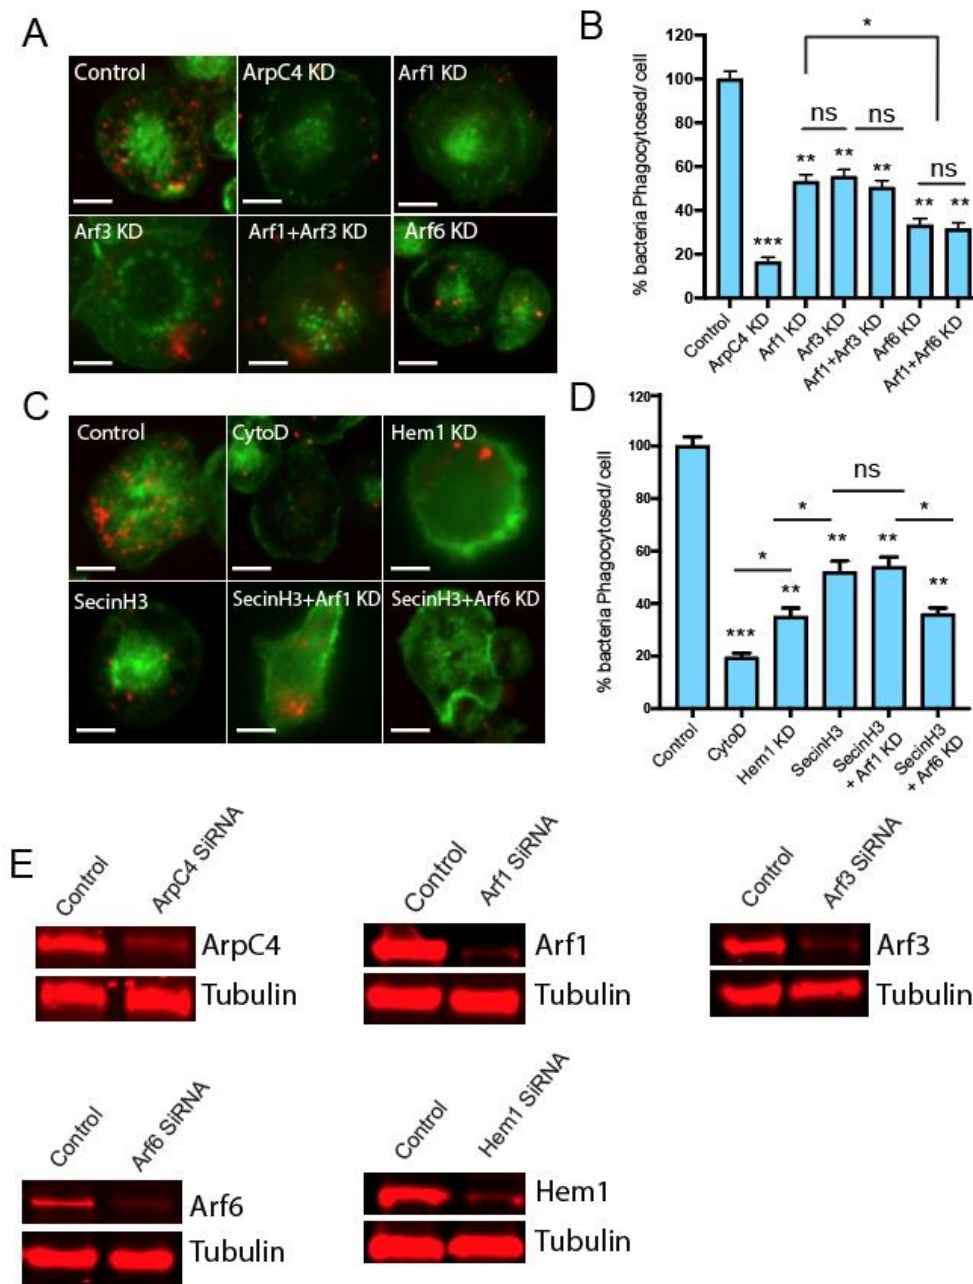 A
Control
ArpC4 KD
Arf1 KD
Arf3 KD
Arf1+Arf3 KD
Arf6 KD
B
% bacteria Phagocytosed/ cell
120
100
80
60
40
20
0
*
ns
ns
ns
***
**
**
**
**
**
Control
ArpC4 KD
Arf1 KD
Arf3 KD
Arf1+Arf3 KD
Arf6 KD
Arf1+Arf6 KD
C
Control
CytoD
Hem1 KD
SecinH3
SecinH3+Arf1 KD
SecinH3+Arf6 KD
D
% bacteria Phagocytosed/ cell
120
100
80
60
40
20
0
ns
*
*
*
***
**
**
**
**
Control
CytoD
Hem1 KD
SecinH3
SecinH3
+ Arf1 KD
SecinH3
+ Arf6 KD
E
Control
ArpC4 SiRNA
ArpC4
Tubulin
Control
Arf1 SiRNA
Arf1
Tubulin
Control
Arf3 SiRNA
Arf3
Tubulin
Control
Arf6 SiRNA
Arf6
Tubulin
Control
Hem1 SiRNA
Hem1
Tubulin